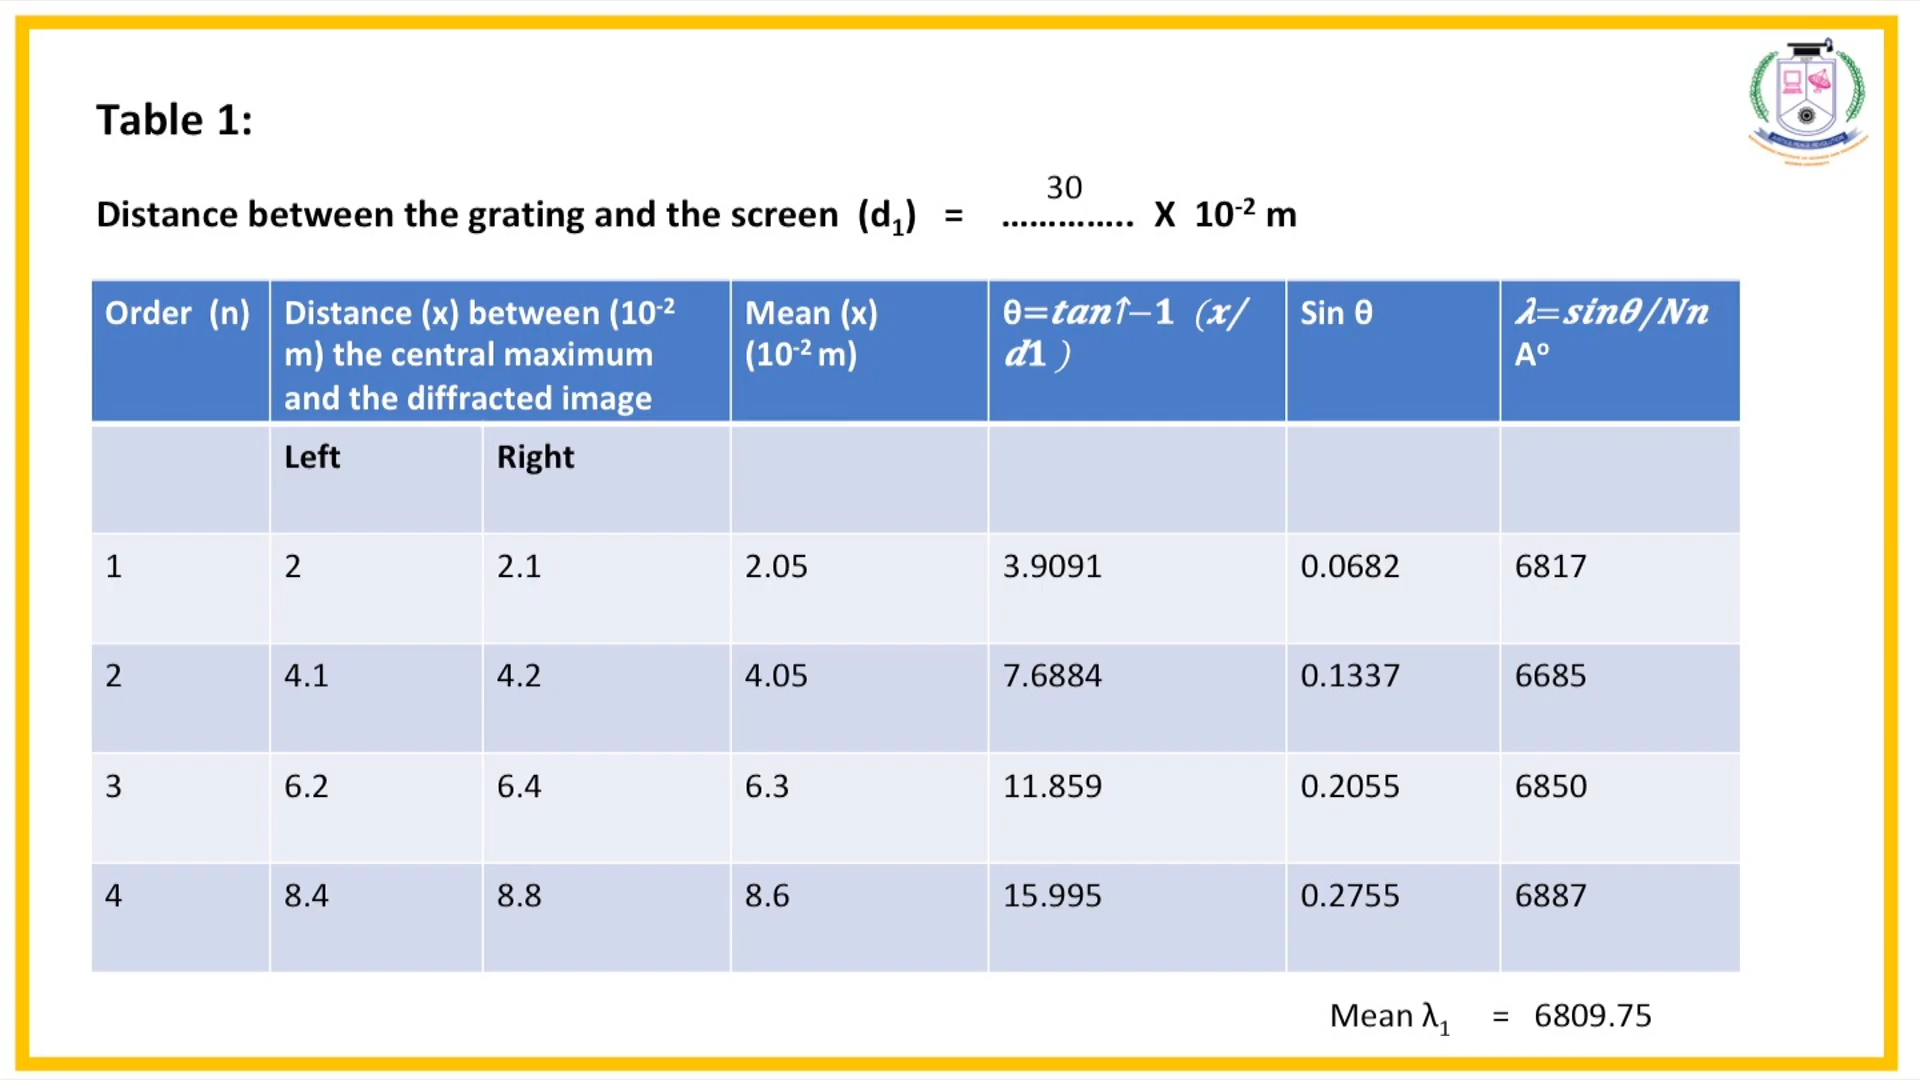 Table 1:
30
Distance between the grating and the screen (d₁) = ………….. X 10⁻² m
Order (n) Distance (x) between (10⁻² m) the central maximum and the diffracted image Mean (x) (10⁻² m) θ=tan↑−1 (x/d1 ) Sin θ λ=sinθ/Nn Aº
Left Right
1 2 2.1 2.05 3.9091 0.0682 6817
2 4.1 4.2 4.05 7.6884 0.1337 6685
3 6.2 6.4 6.3 11.859 0.2055 6850
4 8.4 8.8 8.6 15.995 0.2755 6887
Mean λ₁ = 6809.75